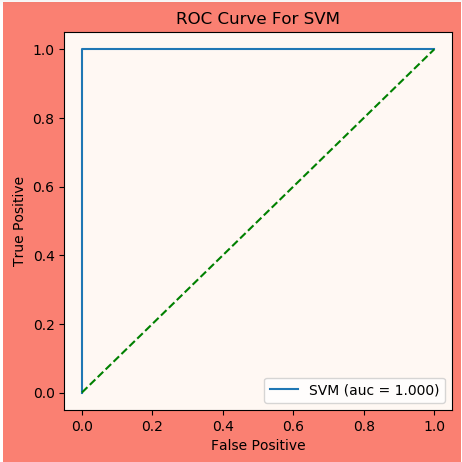 ROC Curve For SVM
1.0
0.8
0.6
0.4
0.2
0.0
True Positive
SVM (auc = 1.000)
0.0 0.2 0.4 0.6 0.8 1.0
False Positive